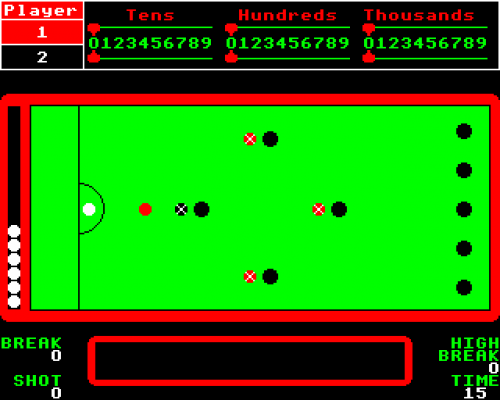 Player Tens Hundreds Thousands
1
0123456789 0123456789 0123456789
2
BREAK
0
SHOT
0
HIGH
BREAK
0
TIME
15